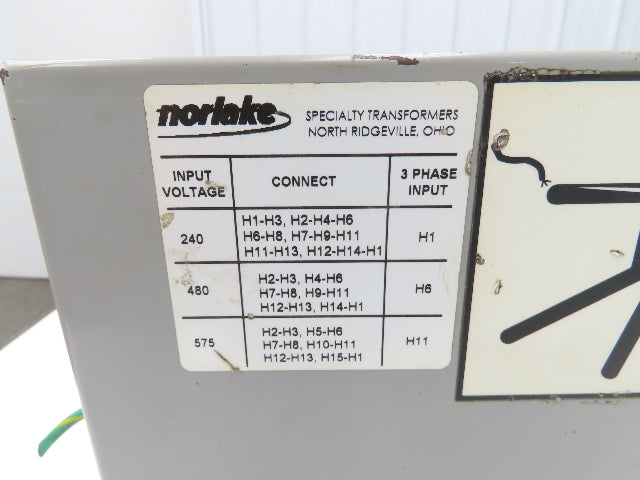 norlake
SPECIALTY TRANSFORMERS
NORTH RIDGEVILLE, OHIO
INPUT VOLTAGE CONNECT 3 PHASE INPUT
240
H1-H3, H2-H4-H6
H6-H8, H7-H9-H11
H11-H13, H12-H14-H1
H1
480
H2-H3, H4-H6
H7-H8, H9-H11
H12-H13, H14-H1
H6
575
H2-H3, H5-H6
H7-H8, H10-H11
H12-H13, H15-H1
H11